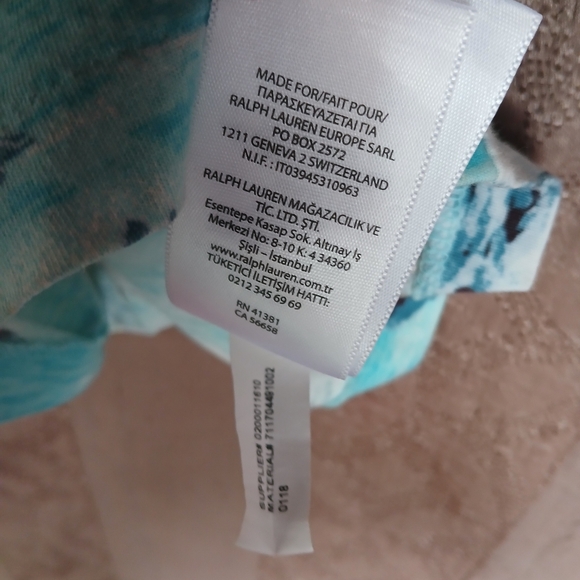 MADE FOR/FAIT POUR/
ΠΑΡΑΣΚΕΥΑΖΕΤΑΙ ΓΙΑ
RALPH LAUREN EUROPE SARL
PO BOX 2572
1211 GENEVA 2 SWITZERLAND
N.I.F. : IT03945310963
RALPH LAUREN MAĞAZACILIK VE
TİC. LTD. ŞTİ.
Esentepe Kasap Sok. Altınay İş
Merkezi No: 8-10 K: 4 34360
Şişli – İstanbul
www.ralphlauren.com.tr
TÜKETİCİ İLETİŞİM HATTI:
0212 345 69 69
RN 41381
CA 56658
SUPPLIER# 0200011610
MATERIAL# 711704491002
0118